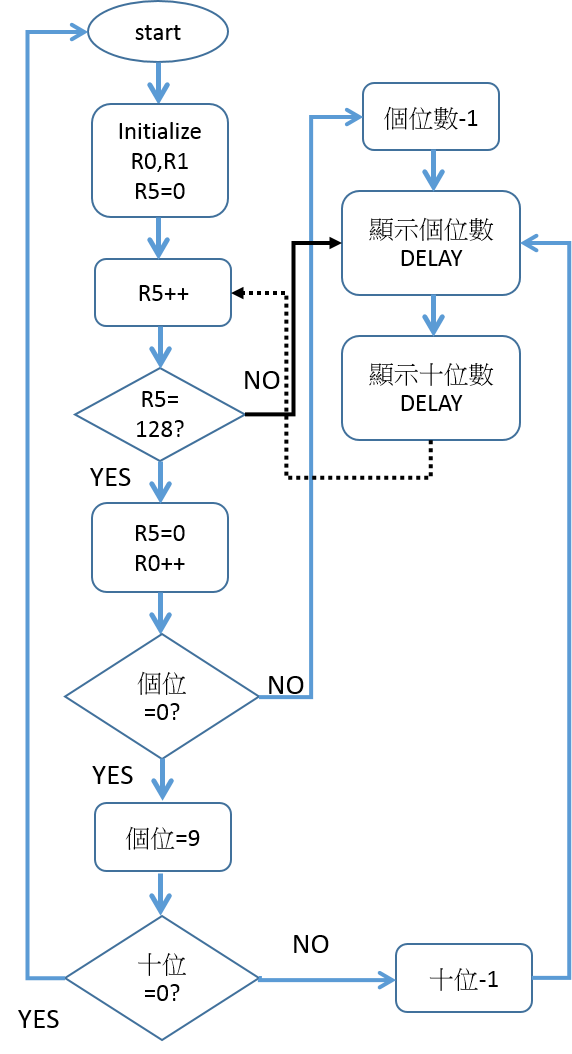 start
Initialize
R0,R1
R5=0
R5++
R5=
128?
NO
YES
R5=0
R0++
個位
=0?
NO
YES
個位=9
十位
=0?
NO
YES
十位-1
個位數-1
顯示個位數
DELAY
顯示十位數
DELAY